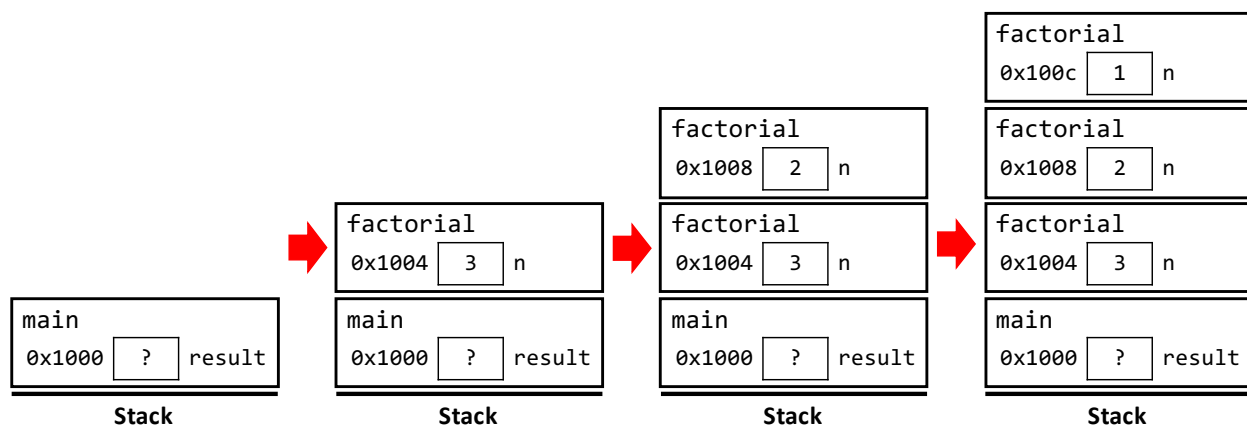 main
0x1000 ? result
Stack
factorial
0x1004 3 n
main
0x1000 ? result
Stack
factorial
0x1008 2 n
factorial
0x1004 3 n
main
0x1000 ? result
Stack
factorial
0x100c 1 n
factorial
0x1008 2 n
factorial
0x1004 3 n
main
0x1000 ? result
Stack